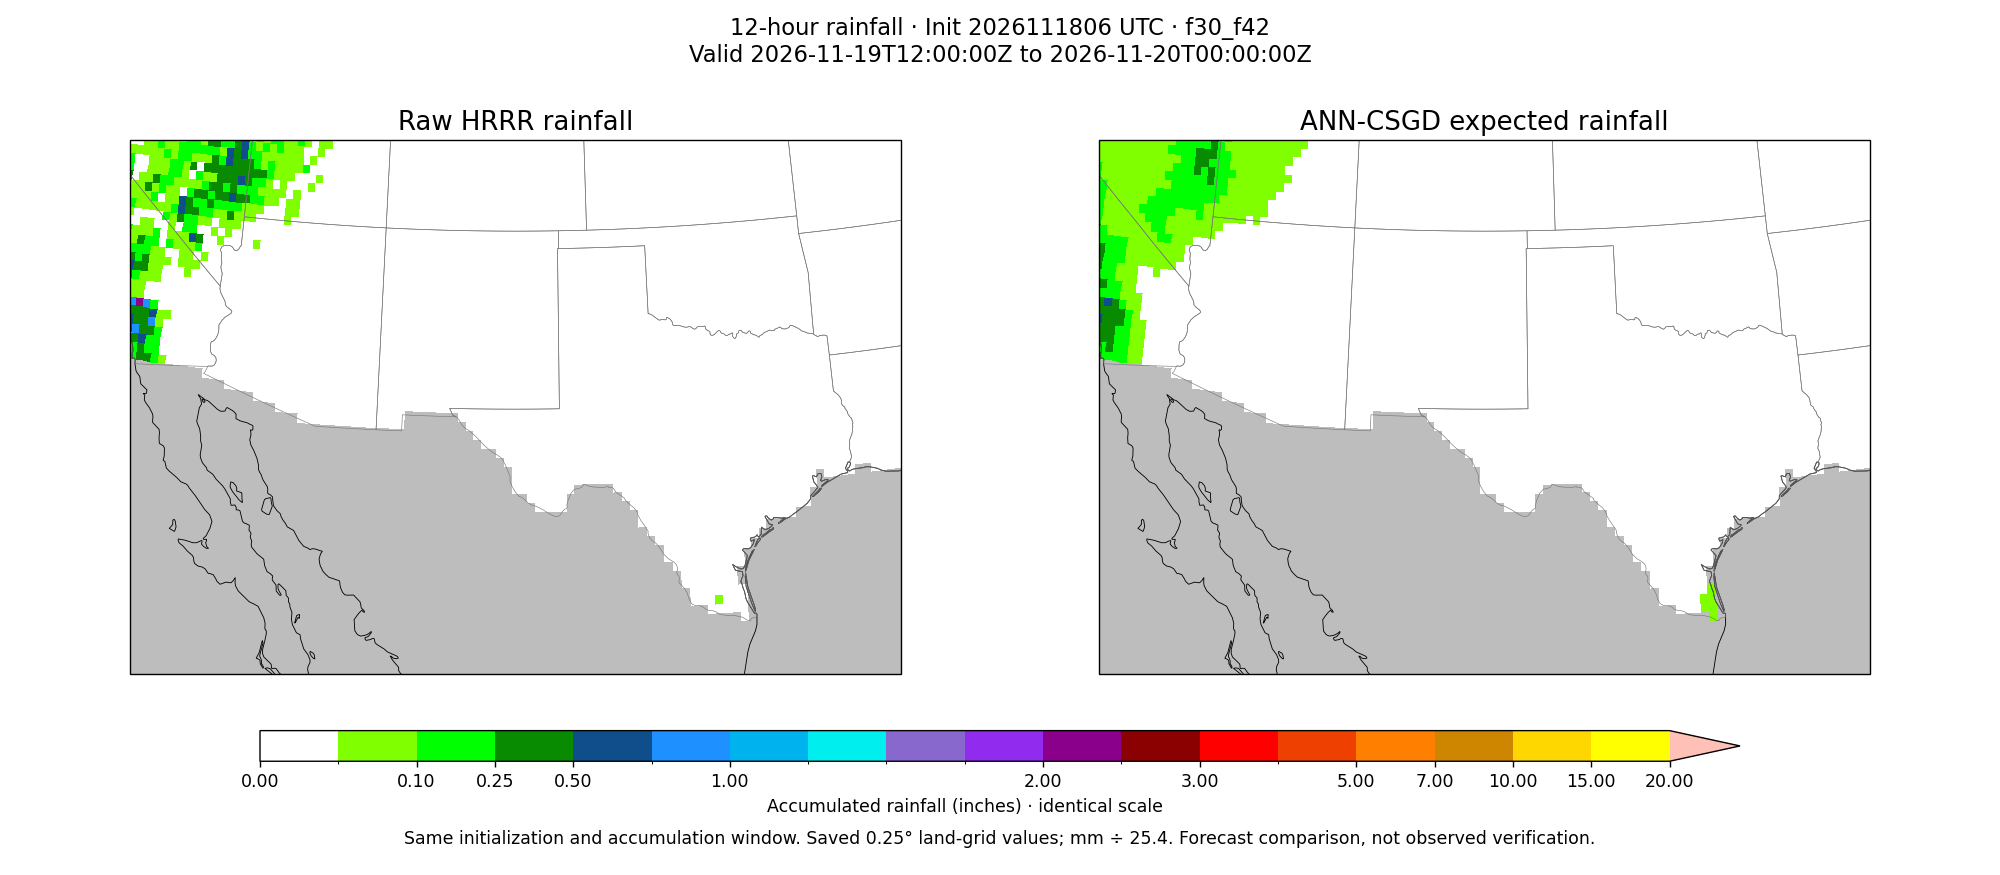 12-hour rainfall · Init 2026111806 UTC · f30_f42
Valid 2026-11-19T12:00:00Z to 2026-11-20T00:00:00Z
Raw HRRR rainfall
ANN-CSGD expected rainfall
0.00 0.10 0.25 0.50 1.00 2.00 3.00 5.00 7.00 10.00 15.00 20.00
Accumulated rainfall (inches) · identical scale
Same initialization and accumulation window. Saved 0.25° land-grid values; mm ÷ 25.4. Forecast comparison, not observed verification.